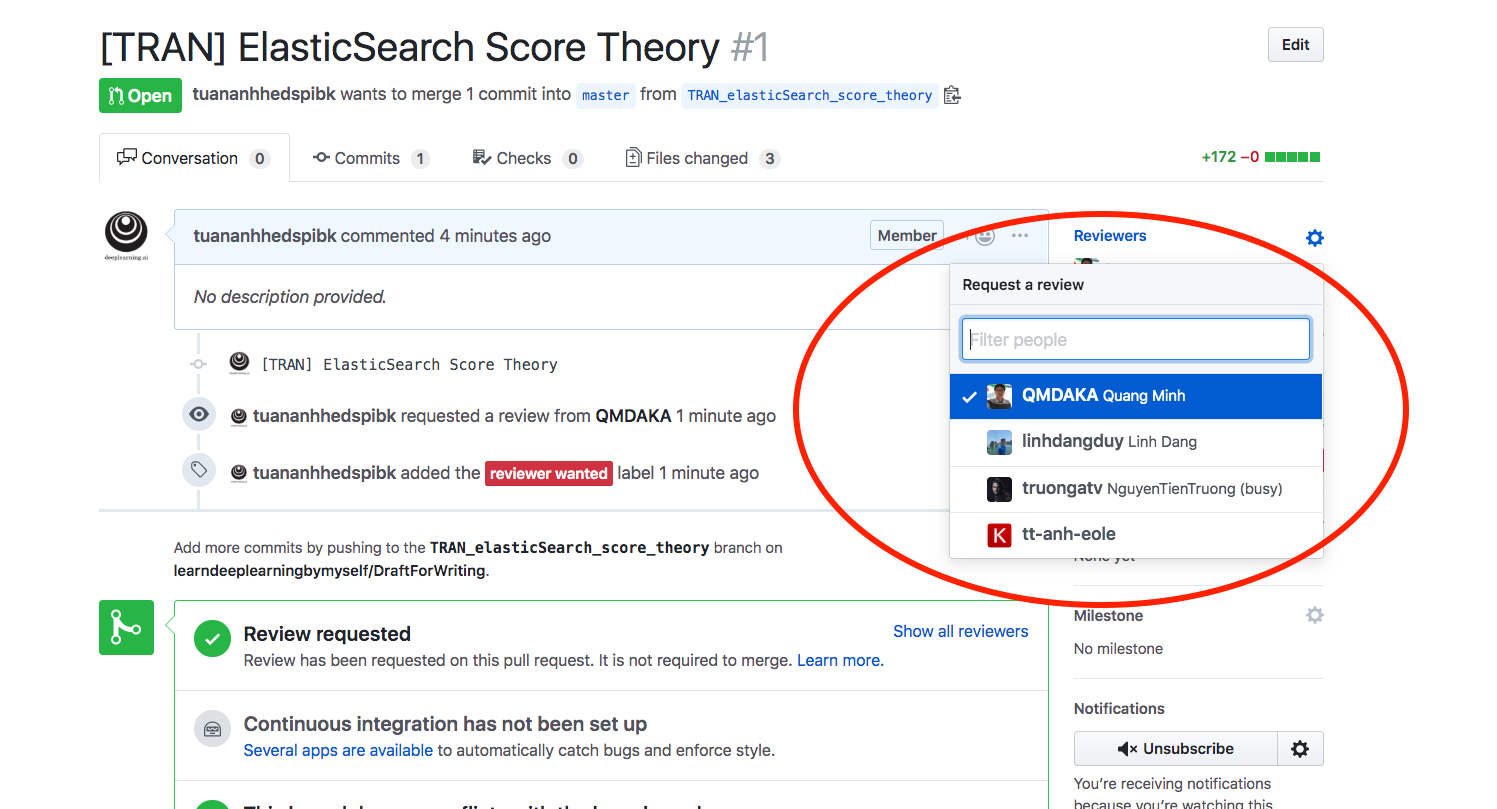 [TRAN] ElasticSearch Score Theory #1
Edit
Open
tuananhhedspibk wants to merge 1 commit into master from TRAN_elasticSearch_score_theory
Conversation 0
Commits 1
Checks 0
Files changed 3
+172 −0
deeplearning.ai
tuananhhedspibk commented 4 minutes ago
Member
No description provided.
[TRAN] ElasticSearch Score Theory
tuananhhedspibk requested a review from QMDAKA 1 minute ago
tuananhhedspibk added the reviewer wanted label 1 minute ago
Reviewers
Request a review
Filter people
QMDAKA Quang Minh
linhdangduy Linh Dang
truongatv NguyenTienTruong (busy)
K tt-anh-eole
None yet
Add more commits by pushing to the TRAN_elasticSearch_score_theory branch on
learndeeplearningbymyself/DraftForWriting.
Review requested
Show all reviewers
Review has been requested on this pull request. It is not required to merge. Learn more.
Continuous integration has not been set up
Several apps are available to automatically catch bugs and enforce style.
Milestone
No milestone
Notifications
Unsubscribe
You’re receiving notifications
because you’re watching this